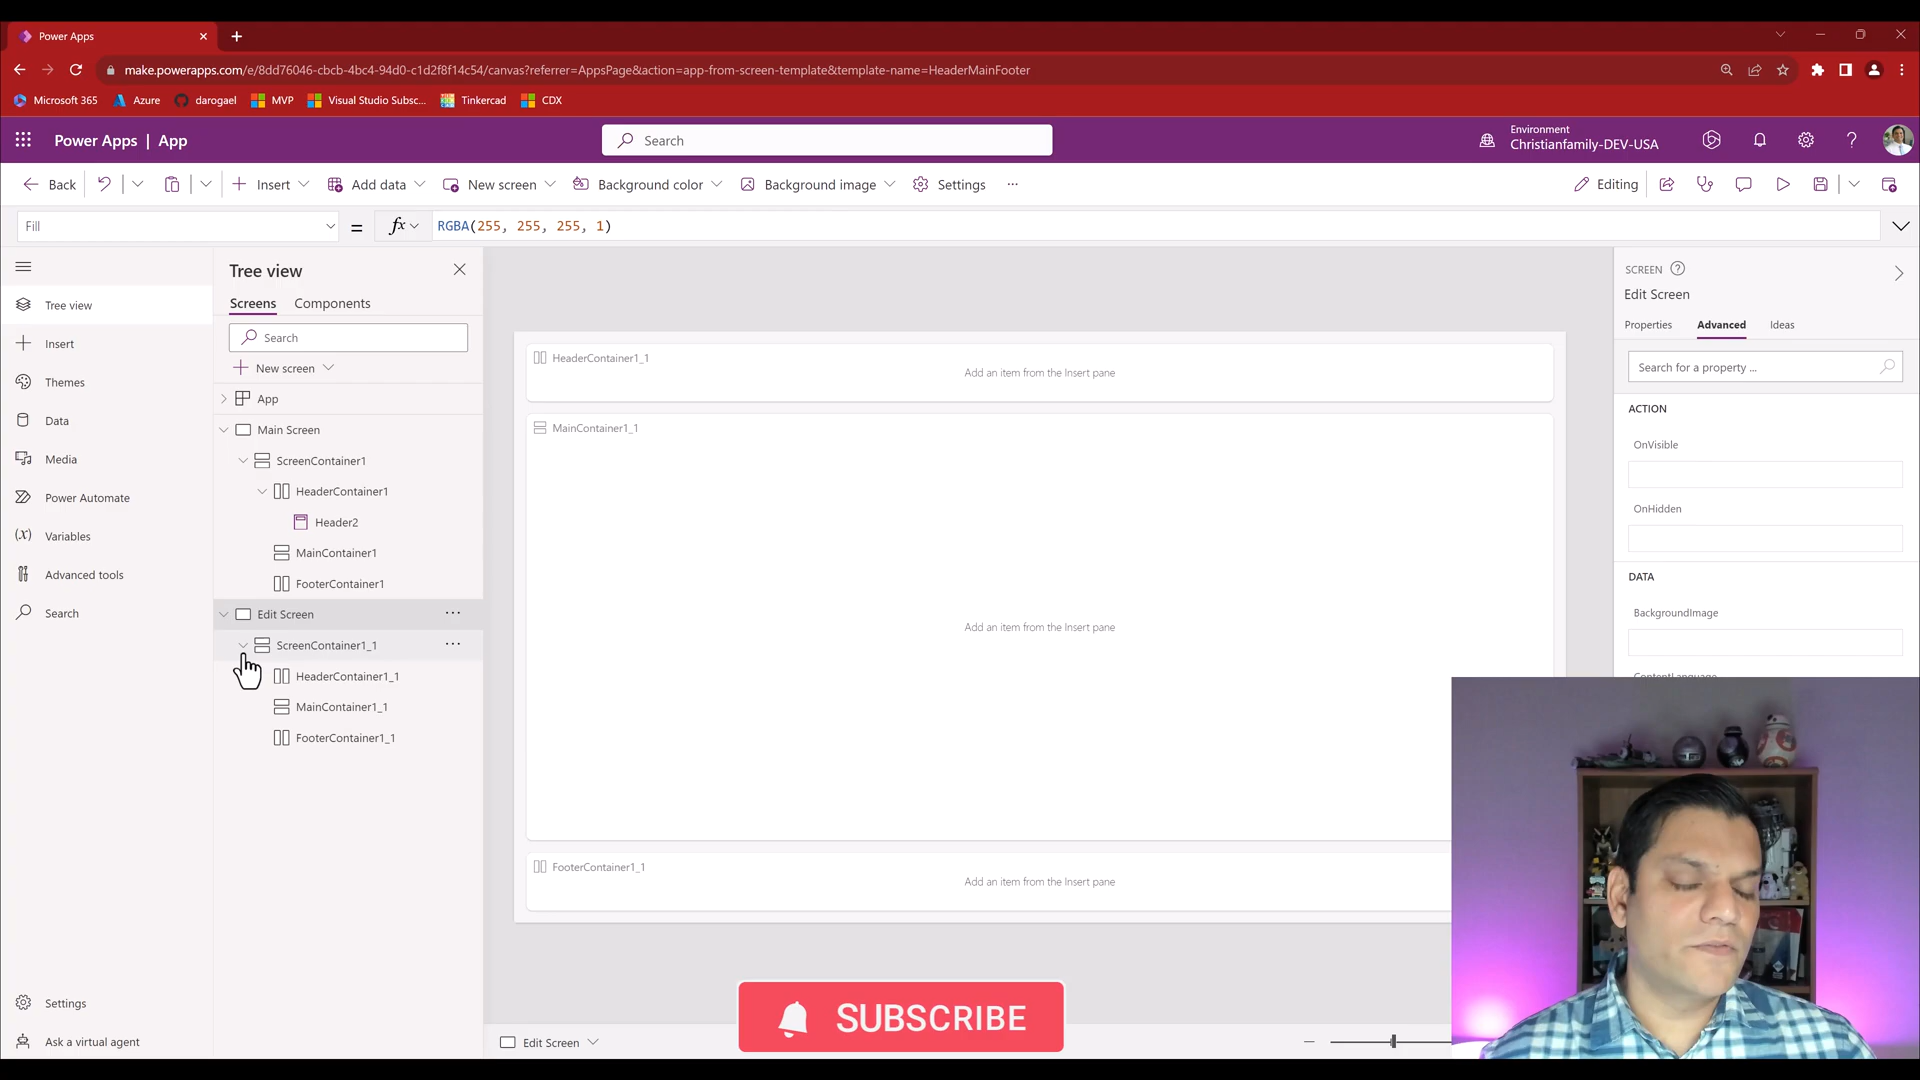 Power Apps
make.powerapps.com/e/8dd76046-cbcb-4bc4-94d0-c1d2f8f14c54/canvas?referrer=AppsPage&action=app-from-screen-template&template-name=HeaderMainFooter
Microsoft 365 Azure darogael MVP Visual Studio Subsc... Tinkercad CDX
Power Apps | App
Search
Environment
Christianfamily-DEV-USA
Back Insert Add data New screen Background color Background image Settings ... Editing
Fill = fx RGBA(255, 255, 255, 1)
Tree view
Insert
Themes
Data
Media
Power Automate
Variables
Advanced tools
Search
Settings
Ask a virtual agent
Tree view
Screens Components
Search
New screen
App
Main Screen
ScreenContainer1
HeaderContainer1
Header2
MainContainer1
FooterContainer1
Edit Screen ...
ScreenContainer1_1 ...
HeaderContainer1_1
MainContainer1_1
FooterContainer1_1
HeaderContainer1_1
Add an item from the Insert pane
MainContainer1_1
Add an item from the Insert pane
FooterContainer1_1
Add an item from the Insert pane
SUBSCRIBE
Edit Screen
SCREEN
Edit Screen
Properties Advanced Ideas
Search for a property ...
ACTION
OnVisible
OnHidden
DATA
BackgroundImage